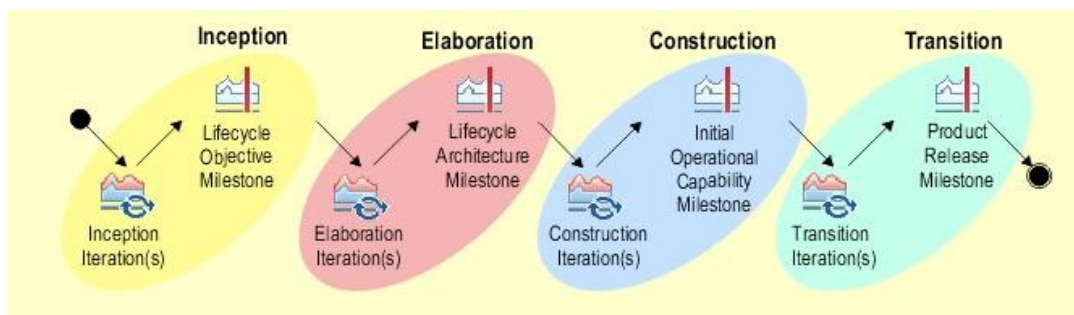 Inception
Lifecycle
Objective
Milestone
Inception
Iteration(s)
Elaboration
Lifecycle
Architecture
Milestone
Elaboration
Iteration(s)
Construction
Initial
Operational
Capability
Milestone
Construction
Iteration(s)
Transition
Product
Release
Milestone
Transition
Iteration(s)